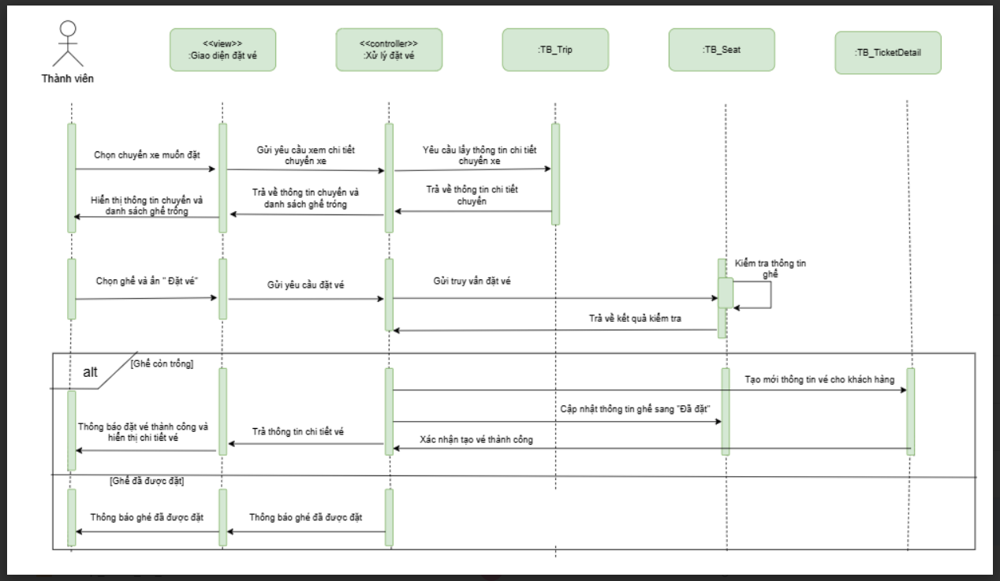 <<view>>
:Giao diện đặt vé
<<controller>>
:Xử lý đặt vé
:TB_Trip
:TB_Seat
:TB_TicketDetail
Thành viên
Chọn chuyến xe muốn đặt
Gửi yêu cầu xem chi tiết
chuyến xe
Yêu cầu lấy thông tin chi tiết
chuyến xe
Hiển thị thông tin chuyến và
danh sách ghế trống
Trả về thông tin chuyến và
danh sách ghế tróng
Trả về thông tin chi tiết
chuyến
Kiểm tra thông tin
ghế
Chọn ghế và ấn " Đặt vé"
Gửi yêu cầu đặt vé
Gửi truy vấn đặt vé
Trả về kết quả kiểm tra
alt
[Ghế còn trống]
Tạo mới thông tin vé cho khách hàng
Cập nhật thông tin ghế sang "Đã đặt"
Thông báo đặt vé thành công và
hiển thị chi tiết vé
Trả thông tin chi tiết vé
Xác nhận tạo vé thành công
[Ghế đã được đặt]
Thông báo ghé đã được đặt
Thông báo ghé đã được đặt